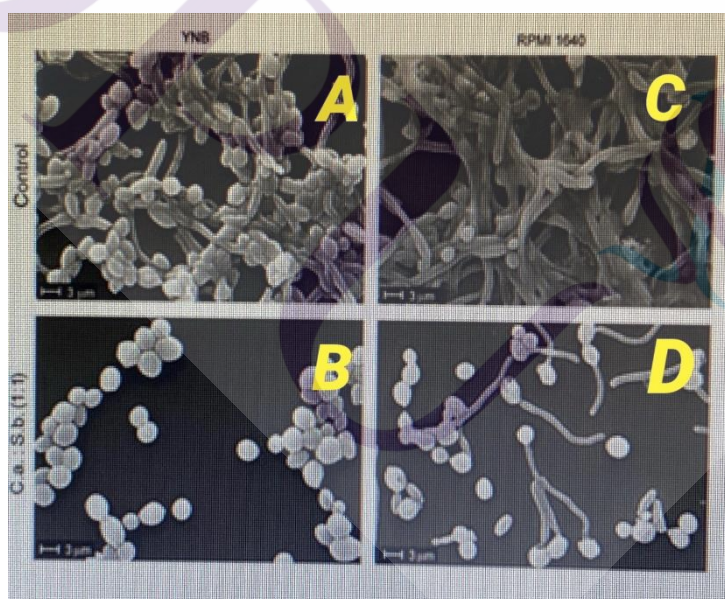 YNB RPMI 1640
Control A C
3 µm 3 µm
C.a.: S.b. (1:1) B D
3 µm 3 µm